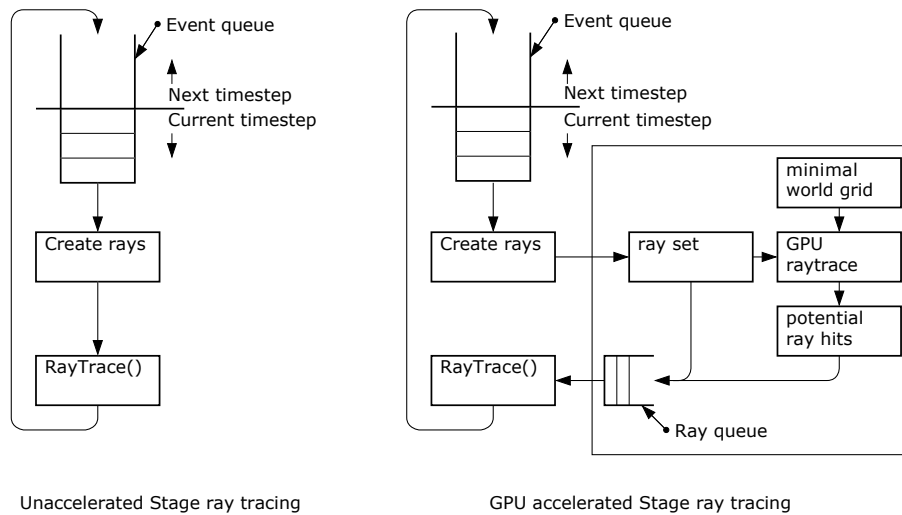 Event queue
Next timestep
Current timestep
Create rays
RayTrace()
Unaccelerated Stage ray tracing
Event queue
Next timestep
Current timestep
minimal
world grid
Create rays
ray set
GPU
raytrace
potential
ray hits
RayTrace()
Ray queue
GPU accelerated Stage ray tracing